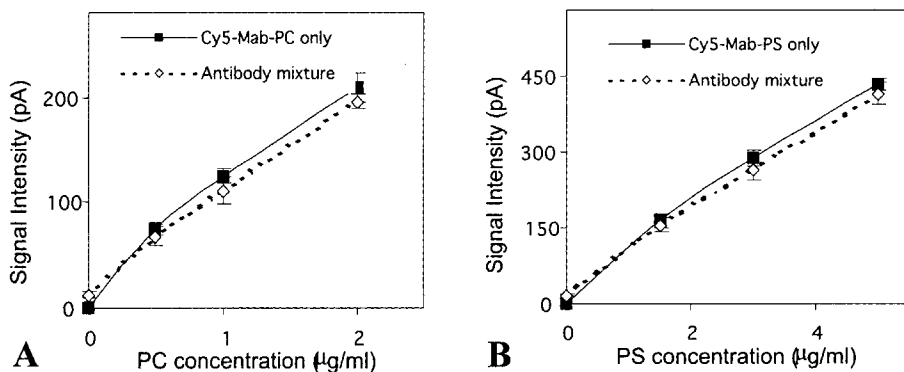 Cy5-Mab-PC only
Antibody mixture
Signal Intensity (pA)
200
100
0
0 1 2
PC concentration (μg/ml)
A
Cy5-Mab-PS only
Antibody mixture
Signal Intensity (pA)
450
300
150
0
0 2 4
PS concentration (μg/ml)
B